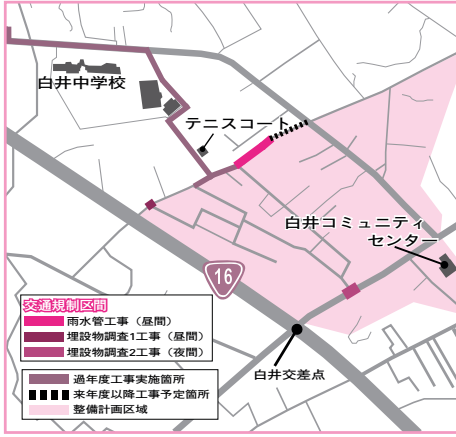 白井中学校
テニスコート
白井コミュニティ
センター
16
交通規制区間
雨水管工事（昼間）
埋設物調査1工事（昼間）
埋設物調査2工事（夜間）
白井交差点
過年度工事実施箇所
来年度以降工事予定箇所
整備計画区域